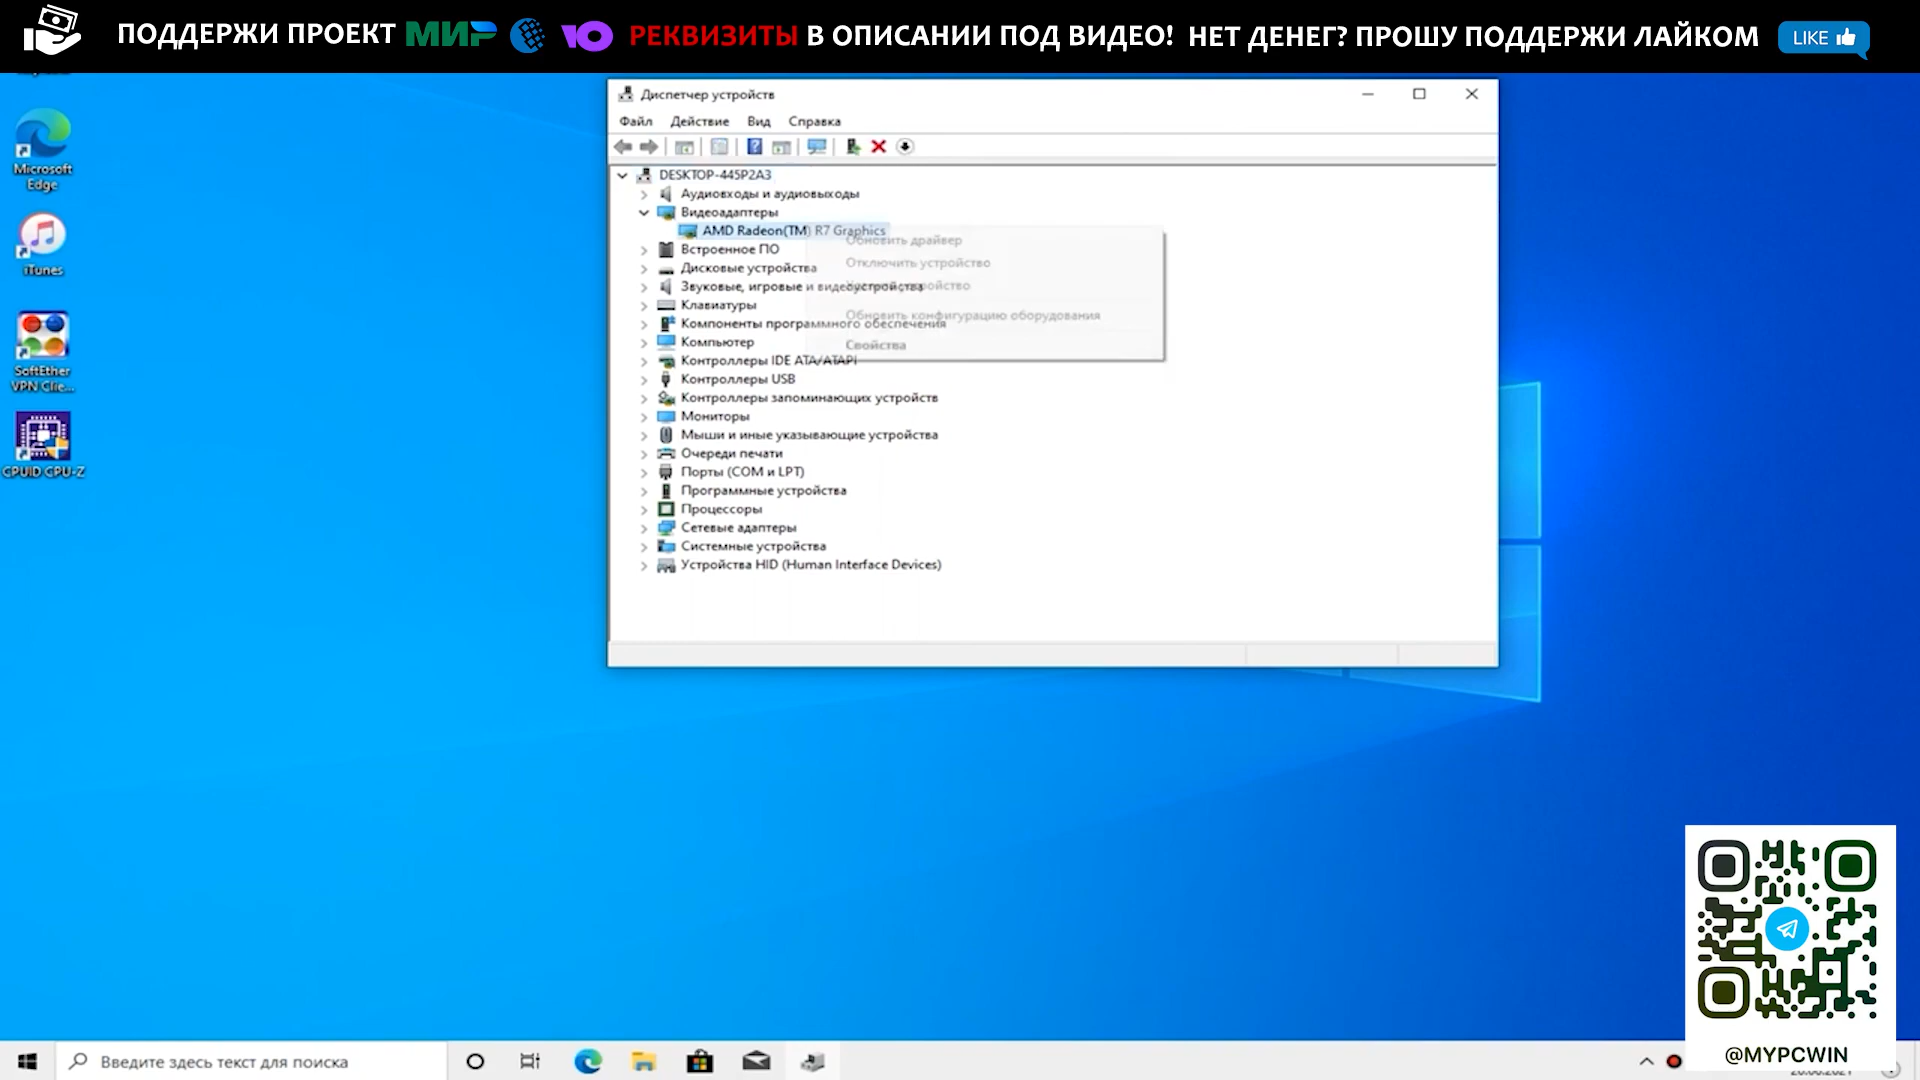 ПОДДЕРЖИ ПРОЕКТ МИР Ю РЕКВИЗИТЫ В ОПИСАНИИ ПОД ВИДЕО! НЕТ ДЕНЕГ? ПРОШУ ПОДДЕРЖИ ЛАЙКОМ LIKE
Microsoft
Edge
iTunes
SoftEther
VPN Clie...
CPUID CPU-Z
Диспетчер устройств
Файл Действие Вид Справка
DESKTOP-445P2A3
Аудиовходы и аудиовыходы
Видеоадаптеры
AMD Radeon(TM) R7 Graphics
Встроенное ПО
Дисковые устройства
Звуковые, игровые и видеоустройства
Клавиатуры
Компоненты программного обеспечения
Компьютер
Контроллеры IDE ATA/ATAPI
Контроллеры USB
Контроллеры запоминающих устройств
Мониторы
Мыши и иные указывающие устройства
Очереди печати
Порты (COM и LPT)
Программные устройства
Процессоры
Сетевые адаптеры
Системные устройства
Устройства HID (Human Interface Devices)
Обновить драйвер
Отключить устройство
устройство
Обновить конфигурацию оборудования
Свойства
Введите здесь текст для поиска
@MYPCWIN